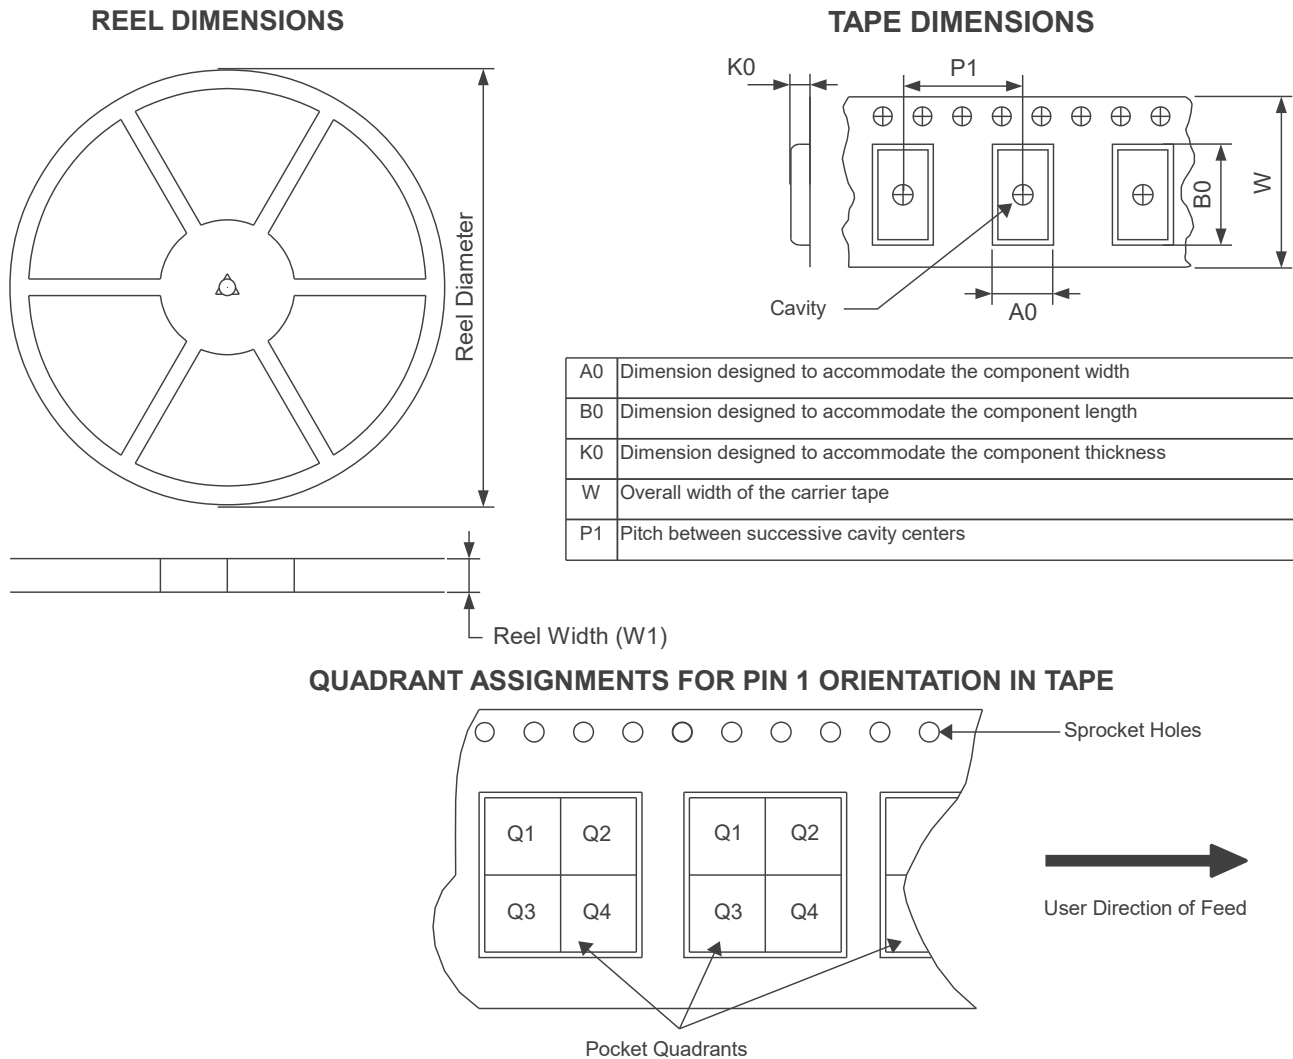 REEL DIMENSIONS
TAPE DIMENSIONS
K0
P1
B0
W
Cavity
A0
Reel Diameter
A0 Dimension designed to accommodate the component width
B0 Dimension designed to accommodate the component length
K0 Dimension designed to accommodate the component thickness
W Overall width of the carrier tape
P1 Pitch between successive cavity centers
Reel Width (W1)
QUADRANT ASSIGNMENTS FOR PIN 1 ORIENTATION IN TAPE
Sprocket Holes
Q1 Q2 Q1 Q2
Q3 Q4 Q3 Q4
User Direction of Feed
Pocket Quadrants